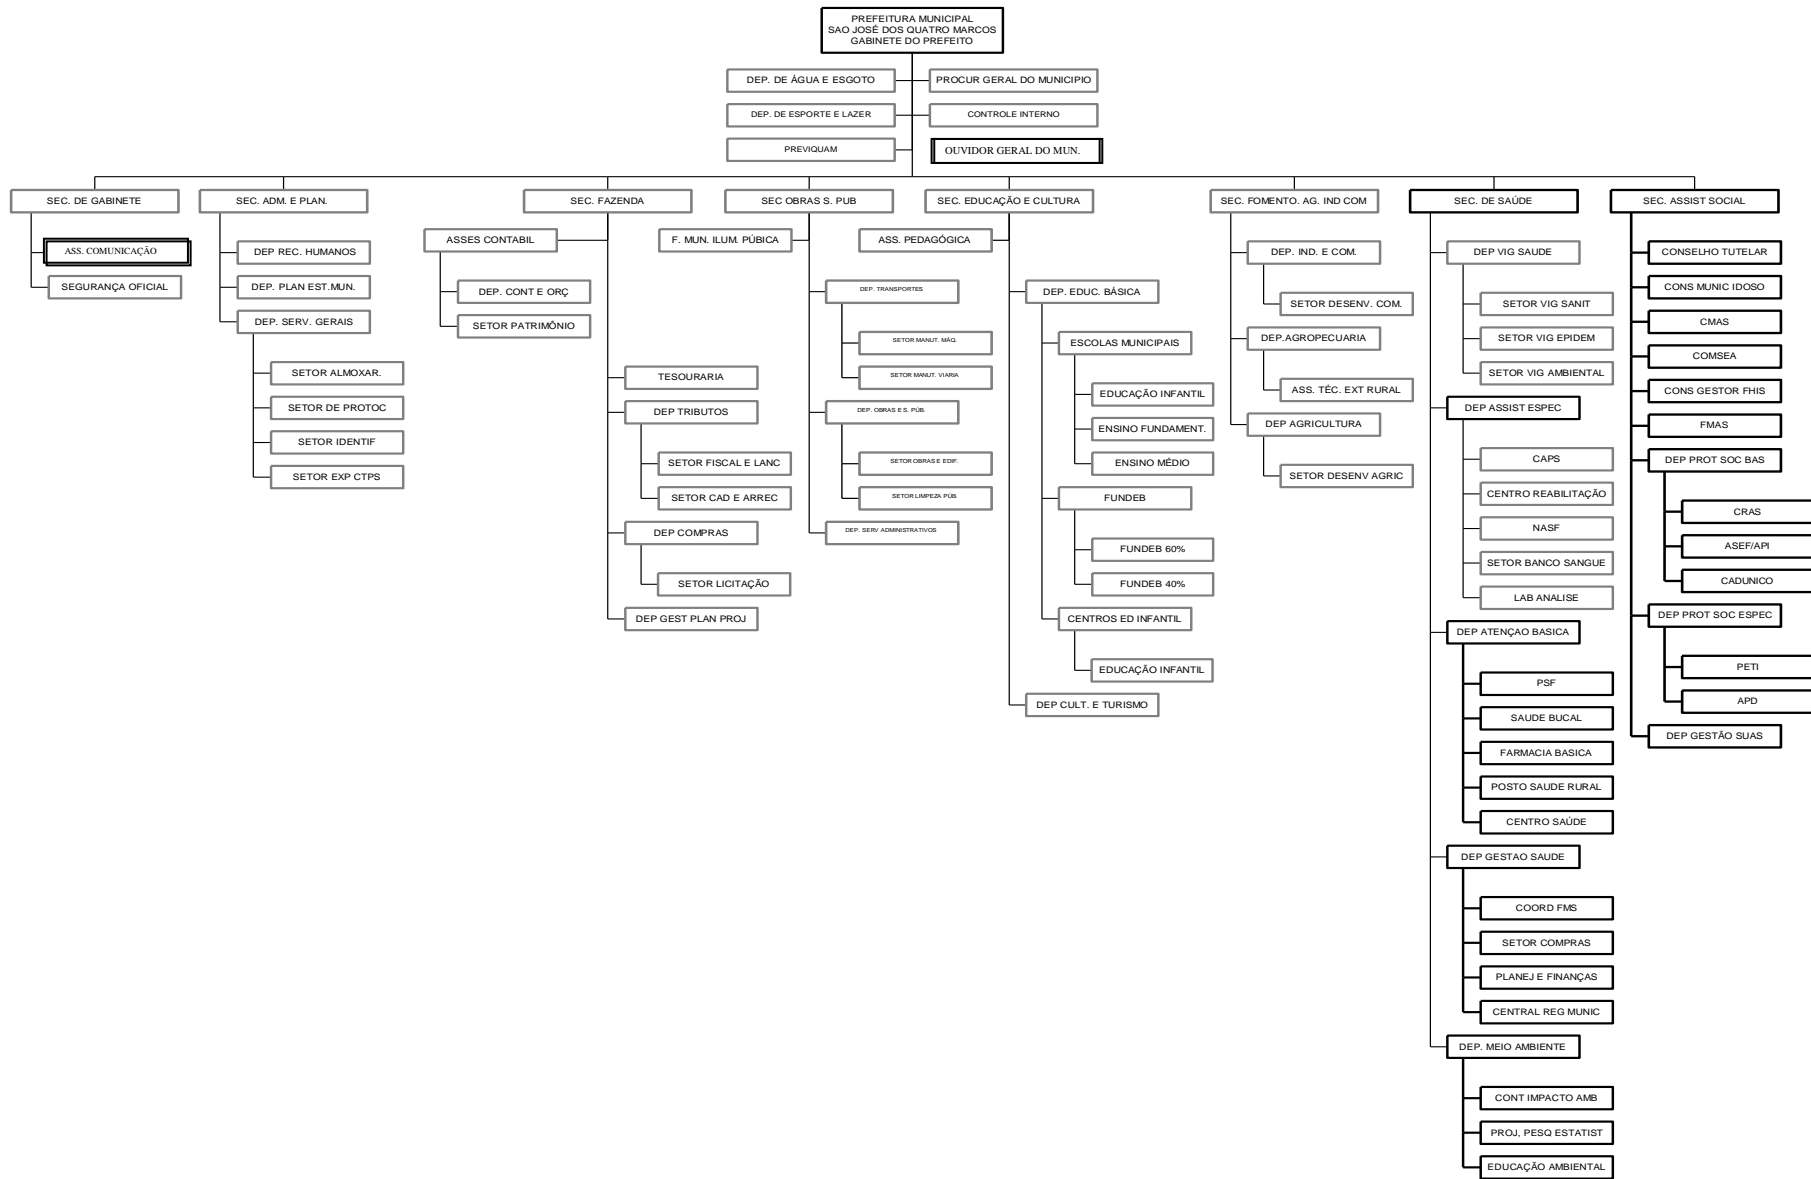 PREFEITURA MUNICIPAL
SAO JOSÉ DOS QUATRO MARCOS
GABINETE DO PREFEITO
DEP. DE ÁGUA E ESGOTO
PROCUR GERAL DO MUNICIPIO
DEP. DE ESPORTE E LAZER
CONTROLE INTERNO
PREVIQUAM
OUVIDOR GERAL DO MUN.
SEC. DE GABINETE
ASS. COMUNICAÇÃO
SEGURANÇA OFICIAL
SEC. ADM. E PLAN.
DEP REC. HUMANOS
DEP. PLAN EST.MUN.
DEP. SERV. GERAIS
SETOR ALMOXAR.
SETOR DE PROTOC
SETOR IDENTIF
SETOR EXP CTPS
SEC. FAZENDA
ASSES CONTABIL
DEP. CONT E ORÇ
SETOR PATRIMÔNIO
TESOURARIA
DEP TRIBUTOS
SETOR FISCAL E LANC
SETOR CAD E ARREC
DEP COMPRAS
SETOR LICITAÇÃO
DEP GEST PLAN PROJ
SEC OBRAS S. PUB
F. MUN. ILUM. PÚBICA
DEP. TRANSPORTES
SETOR MANUT. MÁQ.
SETOR MANUT. VIARIA
DEP. OBRAS E S. PÚB.
SETOR OBRAS E EDIF.
SETOR LIMPEZA PÚB.
DEP. SERV ADMINISTRATIVOS
SEC. EDUCAÇÃO E CULTURA
ASS. PEDAGÓGICA
DEP. EDUC. BÁSICA
ESCOLAS MUNICIPAIS
EDUCAÇÃO INFANTIL
ENSINO FUNDAMENT.
ENSINO MÉDIO
FUNDEB
FUNDEB 60%
FUNDEB 40%
CENTROS ED INFANTIL
EDUCAÇÃO INFANTIL
DEP CULT. E TURISMO
SEC. FOMENTO. AG. IND COM
DEP. IND. E COM.
SETOR DESENV. COM.
DEP.AGROPECUARIA
ASS. TÉC. EXT RURAL
DEP AGRICULTURA
SETOR DESENV AGRIC
SEC. DE SAÚDE
DEP VIG SAUDE
SETOR VIG SANIT
SETOR VIG EPIDEM
SETOR VIG AMBIENTAL
DEP ASSIST ESPEC
CAPS
CENTRO REABILITAÇÃO
NASF
SETOR BANCO SANGUE
LAB ANALISE
DEP ATENÇAO BASICA
PSF
SAUDE BUCAL
FARMACIA BASICA
POSTO SAUDE RURAL
CENTRO SAÚDE
DEP GESTAO SAUDE
COORD FMS
SETOR COMPRAS
PLANEJ E FINANÇAS
CENTRAL REG MUNIC
DEP. MEIO AMBIENTE
CONT IMPACTO AMB
PROJ, PESQ ESTATIST
EDUCAÇÃO AMBIENTAL
SEC. ASSIST SOCIAL
CONSELHO TUTELAR
CONS MUNIC IDOSO
CMAS
COMSEA
CONS GESTOR FHIS
FMAS
DEP PROT SOC BAS
CRAS
ASEF/API
CADUNICO
DEP PROT SOC ESPEC
PETI
APD
DEP GESTÃO SUAS